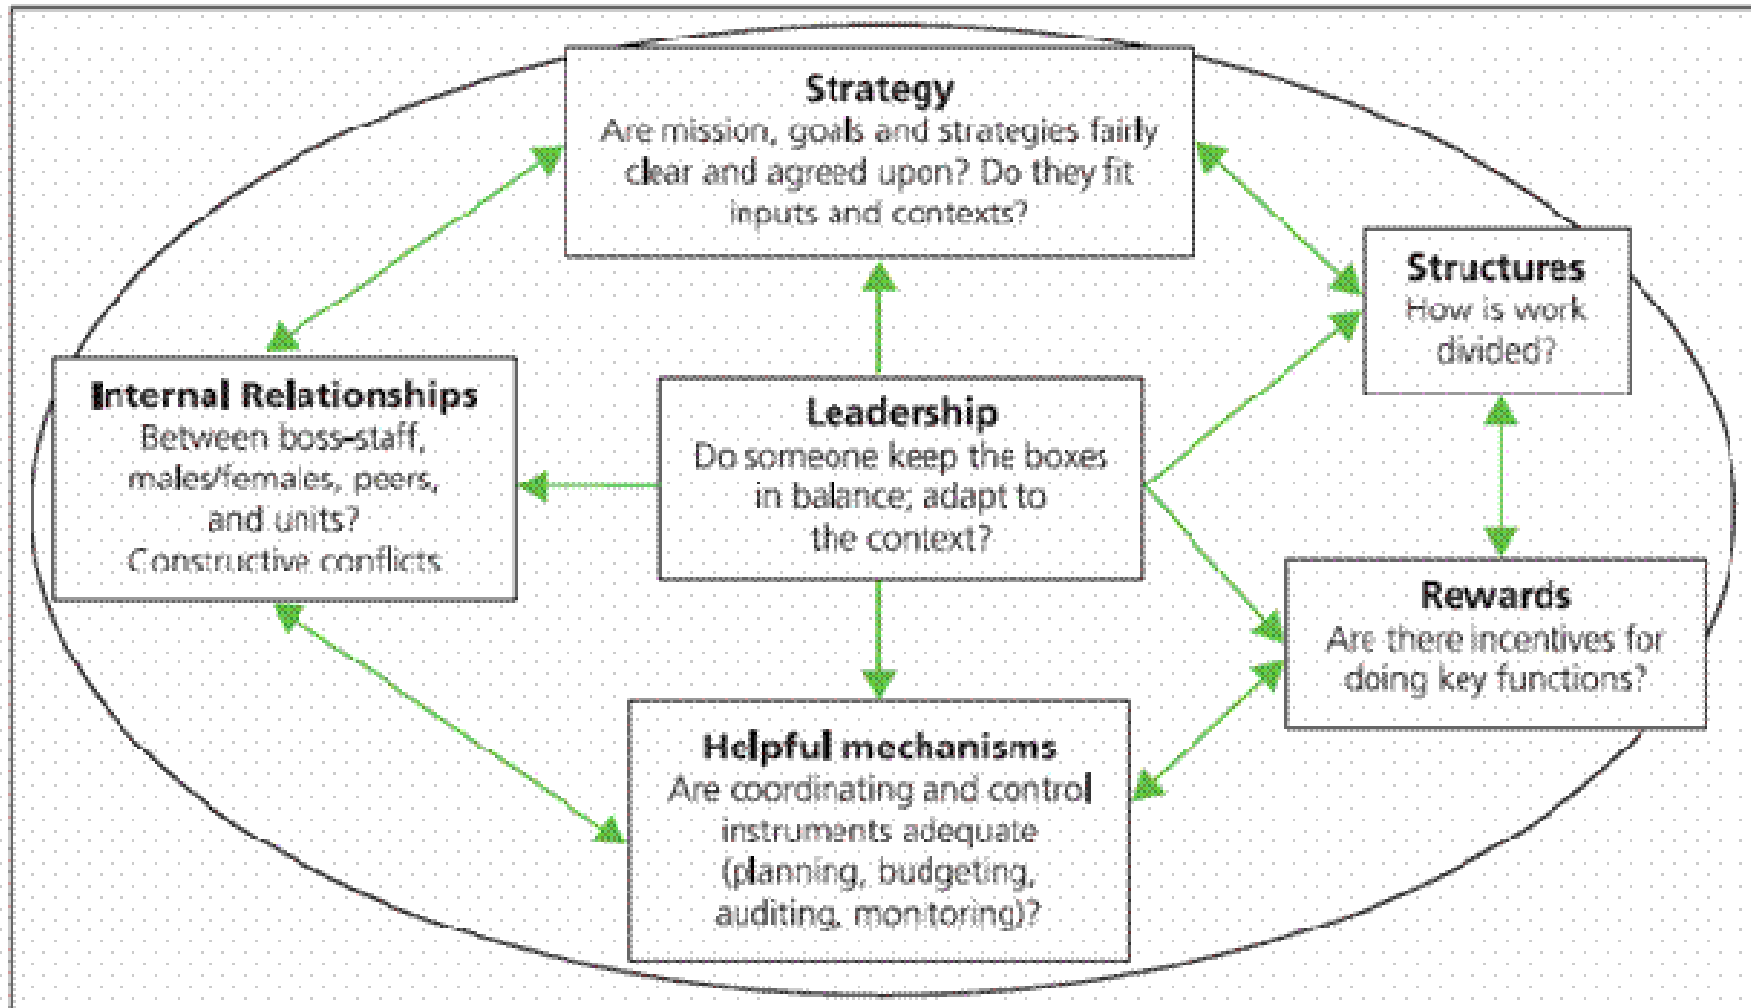 Strategy
Are mission, goals and strategies fairly
clear and agreed upon? Do they fit
inputs and contexts?
Structures
How is work
divided?
Internal Relationships
Between boss-staff,
males/females, peers,
and units?
Constructive conflicts
Leadership
Do someone keep the boxes
in balance; adapt to
the context?
Rewards
Are there incentives for
doing key functions?
Helpful mechanisms
Are coordinating and control
instruments adequate
(planning, budgeting,
auditing, monitoring)?